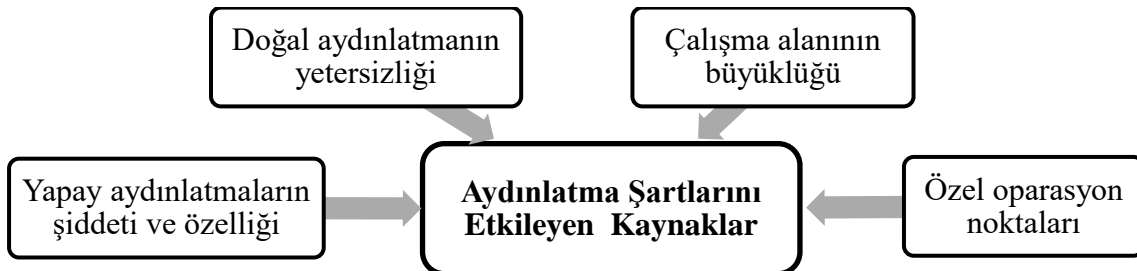 Doğal aydınlatmanın
yetersizliği
Çalışma alanının
büyüklüğü
Yapay aydınlatmaların
şiddeti ve özelliği
Aydınlatma Şartlarını
Etkileyen Kaynaklar
Özel oparasyon
noktaları